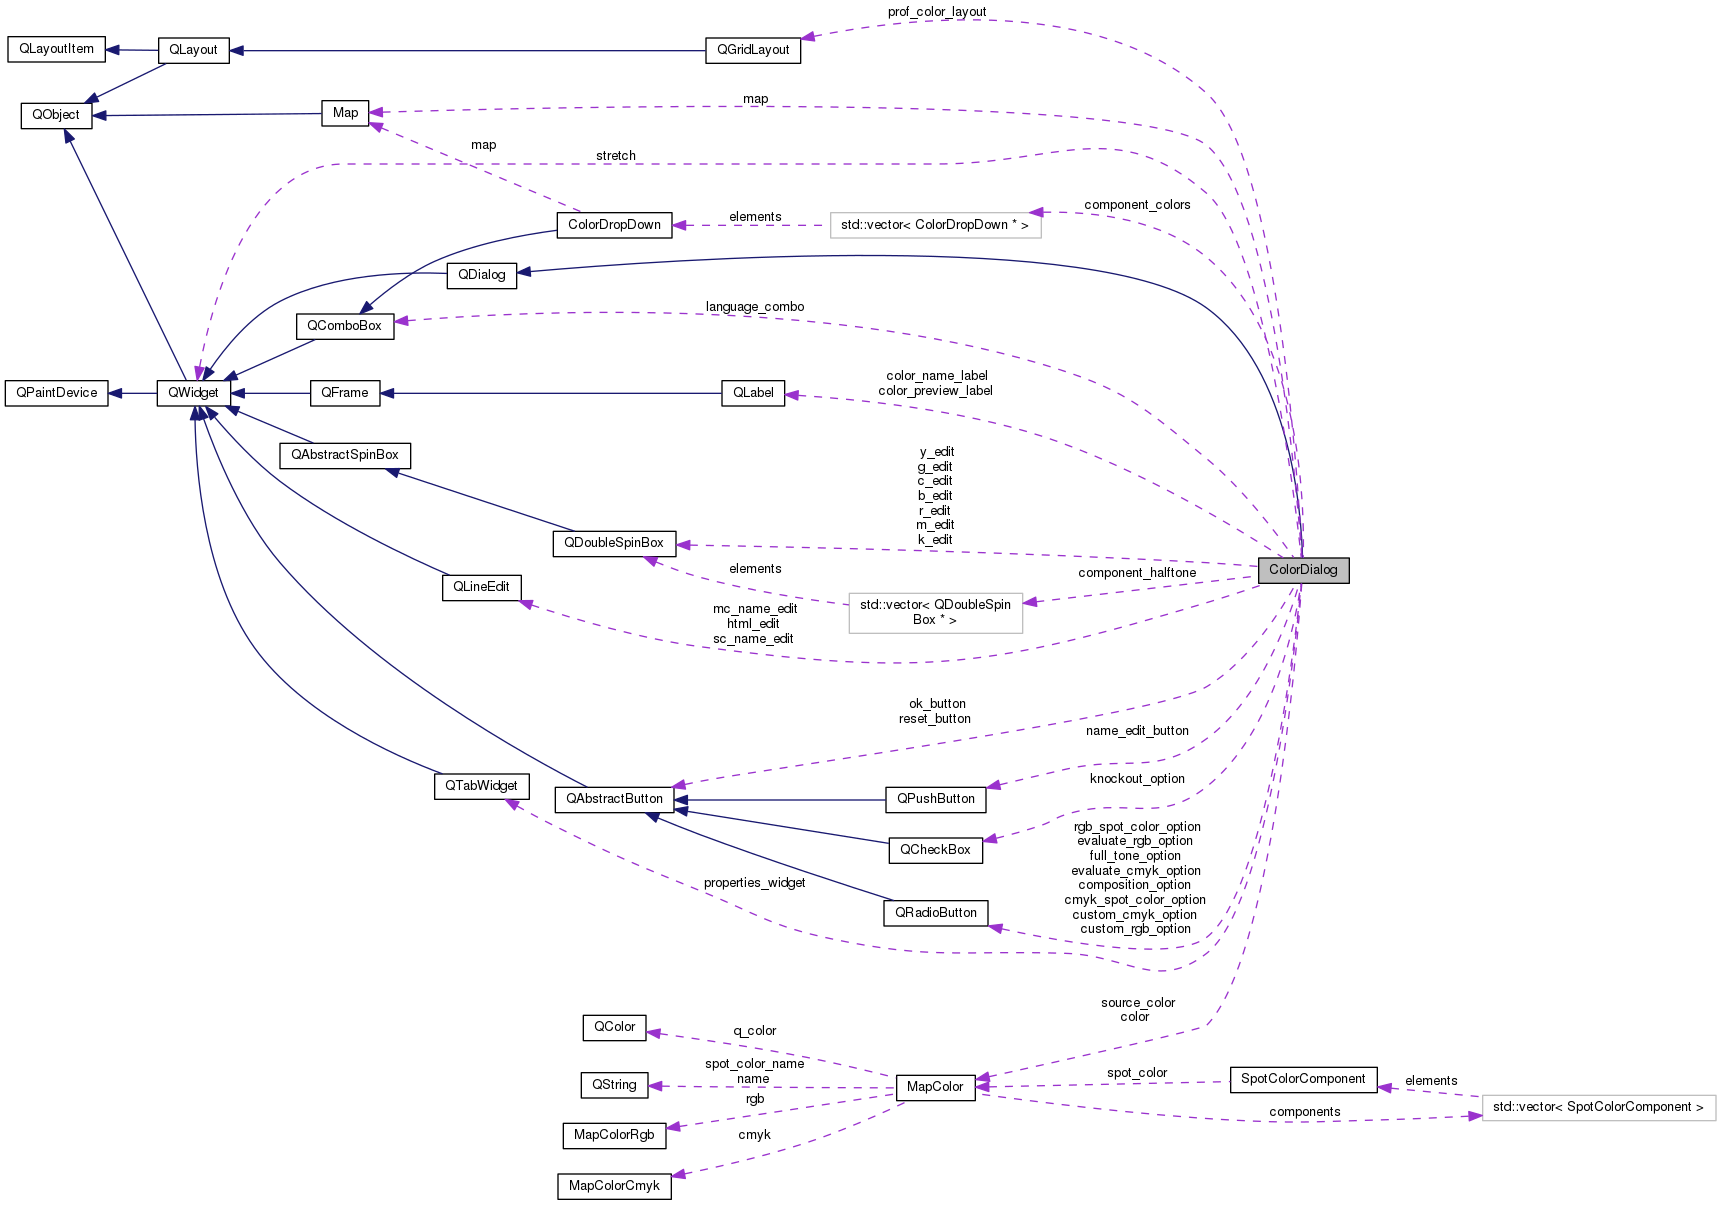 prof_color_layout
QLayoutItem
QLayout
QGridLayout
QObject
Map
map
map
stretch
component_colors
ColorDropDown
elements
std::vector< ColorDropDown * >
QDialog
QComboBox
language_combo
QPaintDevice
QWidget
QFrame
QLabel
color_name_label
color_preview_label
QAbstractSpinBox
y_edit
g_edit
c_edit
b_edit
r_edit
m_edit
k_edit
QDoubleSpinBox
ColorDialog
elements
component_halftone
QLineEdit
std::vector< QDoubleSpin
Box * >
mc_name_edit
html_edit
sc_name_edit
ok_button
reset_button
name_edit_button
QTabWidget
QAbstractButton
QPushButton
knockout_option
QCheckBox
rgb_spot_color_option
evaluate_rgb_option
full_tone_option
evaluate_cmyk_option
composition_option
cmyk_spot_color_option
custom_cmyk_option
custom_rgb_option
properties_widget
QRadioButton
source_color
color
QColor
q_color
spot_color_name
name
QString
MapColor
spot_color
SpotColorComponent
elements
std::vector< SpotColorComponent >
components
rgb
MapColorRgb
cmyk
MapColorCmyk